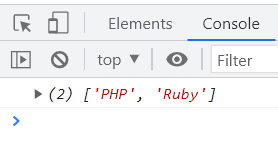 Elements Console
top Filter
(2) ['PHP', 'Ruby']